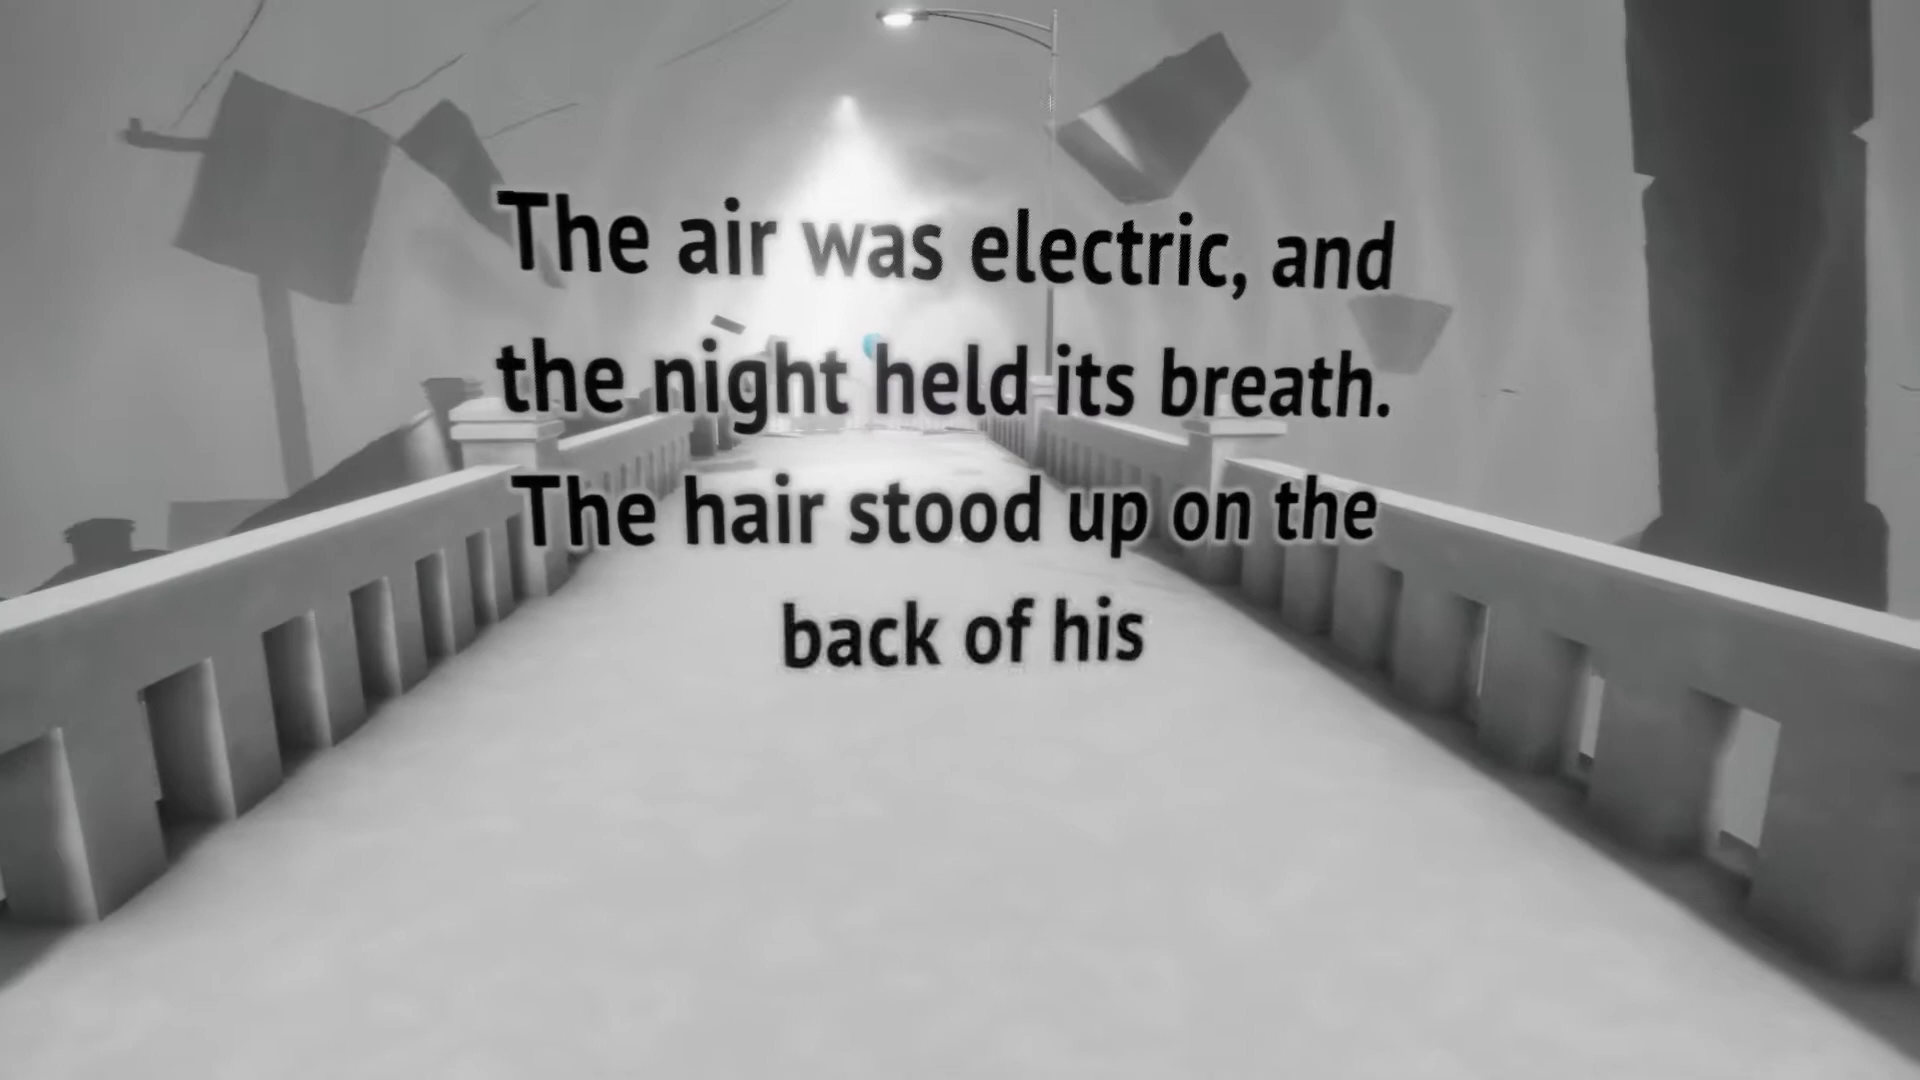 The air was electric, and
the night held its breath.
The hair stood up on the
back of his